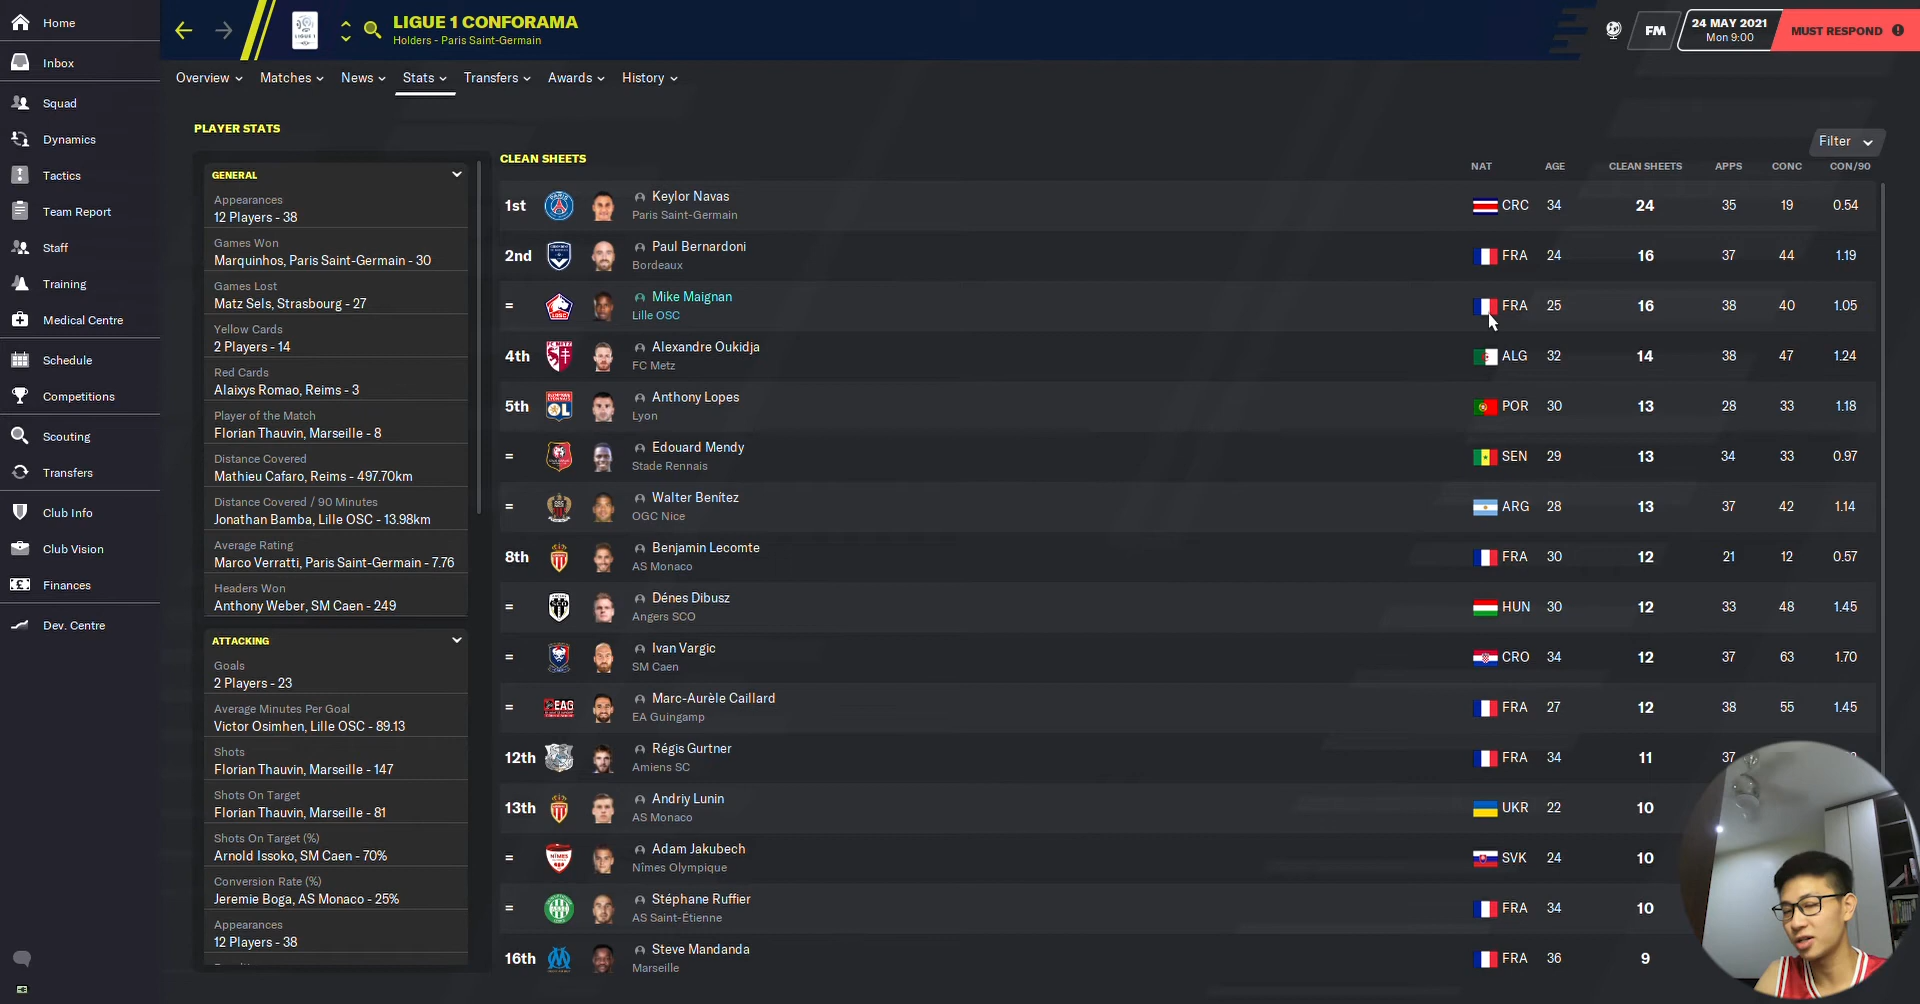 Home
Inbox
Squad
Dynamics
Tactics
Team Report
Staff
Training
Medical Centre
Schedule
Competitions
Scouting
Transfers
Club Info
Club Vision
Finances
Dev. Centre
LIGUE 1 CONFORAMA
Holders - Paris Saint-Germain
FM
24 MAY 2021
Mon 9:00
MUST RESPOND
Overview Matches News Stats Transfers Awards History
PLAYER STATS
GENERAL
Appearances
12 Players - 38
Games Won
Marquinhos, Paris Saint-Germain - 30
Games Lost
Matz Sels, Strasbourg - 27
Yellow Cards
2 Players - 14
Red Cards
Alaixys Romao, Reims - 3
Player of the Match
Florian Thauvin, Marseille - 8
Distance Covered
Mathieu Cafaro, Reims - 497.70km
Distance Covered / 90 Minutes
Jonathan Bamba, Lille OSC - 13.98km
Average Rating
Marco Verratti, Paris Saint-Germain - 7.76
Headers Won
Anthony Weber, SM Caen - 249
ATTACKING
Goals
2 Players - 23
Average Minutes Per Goal
Victor Osimhen, Lille OSC - 89.13
Shots
Florian Thauvin, Marseille - 147
Shots On Target
Florian Thauvin, Marseille - 81
Shots On Target (%)
Arnold Issoko, SM Caen - 70%
Conversion Rate (%)
Jeremie Boga, AS Monaco - 25%
Appearances
12 Players - 38
Filter
CLEAN SHEETS
NAT AGE CLEAN SHEETS APPS CONC CON/90
1st Keylor Navas CRC 34 24 35 19 0.54
Paris Saint-Germain
2nd Paul Bernardoni FRA 24 16 37 44 1.19
Bordeaux
= Mike Maignan FRA 25 16 38 40 1.05
Lille OSC
4th Alexandre Oukidja ALG 32 14 38 47 1.24
FC Metz
5th Anthony Lopes POR 30 13 28 33 1.18
Lyon
= Edouard Mendy SEN 29 13 34 33 0.97
Stade Rennais
= Walter Benítez ARG 28 13 37 42 1.14
OGC Nice
8th Benjamin Lecomte FRA 30 12 21 12 0.57
AS Monaco
= Dénes Dibusz HUN 30 12 33 48 1.45
Angers SCO
= Ivan Vargic CRO 34 12 37 63 1.70
SM Caen
= Marc-Aurèle Caillard FRA 27 12 38 55 1.45
EA Guingamp
12th Régis Gurtner FRA 34 11 37
Amiens SC
13th Andriy Lunin UKR 22 10
AS Monaco
= Adam Jakubech SVK 24 10
Nîmes Olympique
= Stéphane Ruffier FRA 34 10
AS Saint-Étienne
16th Steve Mandanda FRA 36 9
Marseille